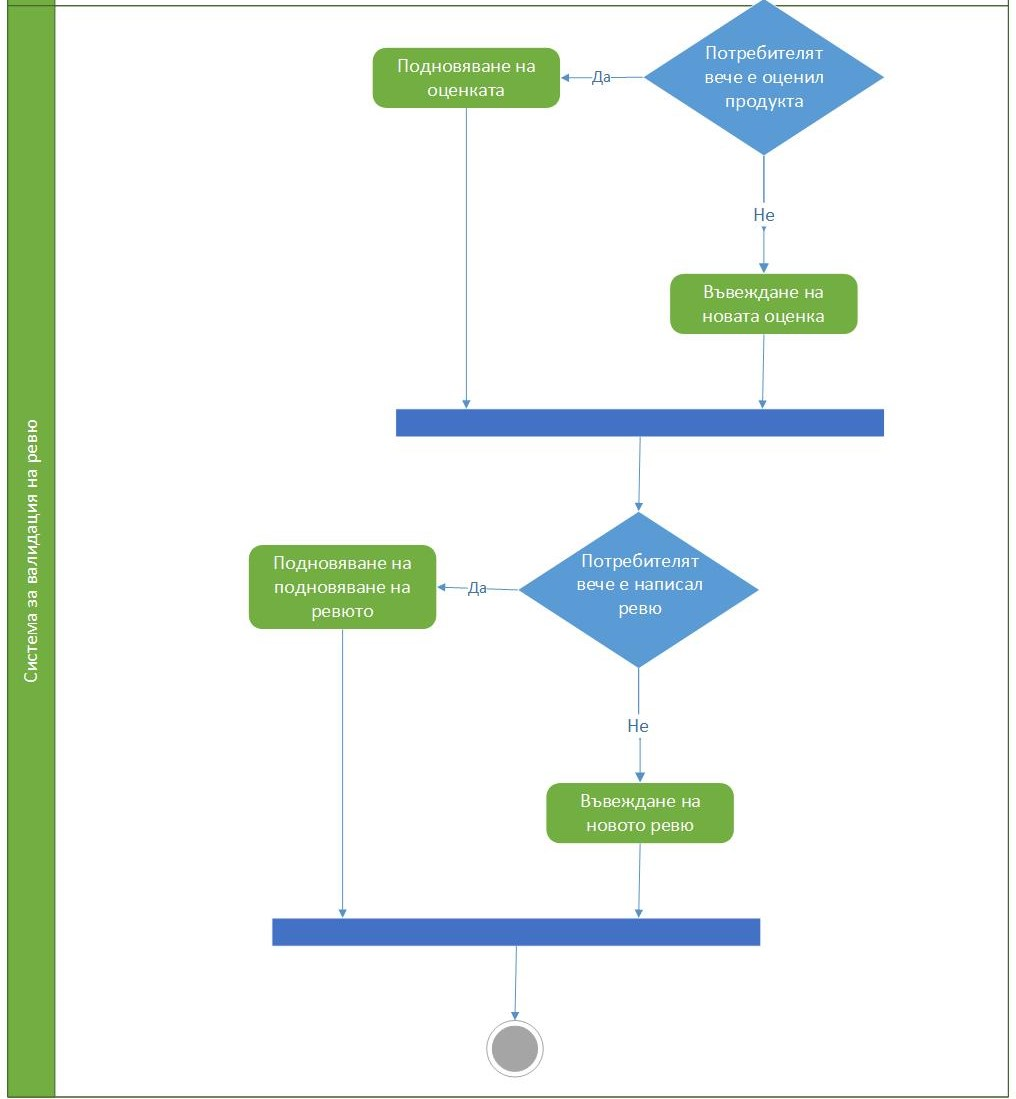 Потребителят
вече е оценил
продукта
Да
Подновяване на
оценката
Не
Въвеждане на
новата оценка
Система за валидация на ревю
Потребителят
вече е написал
ревю
Да
Подновяване на
подновяване на
ревюто
Не
Въвеждане на
новото ревю